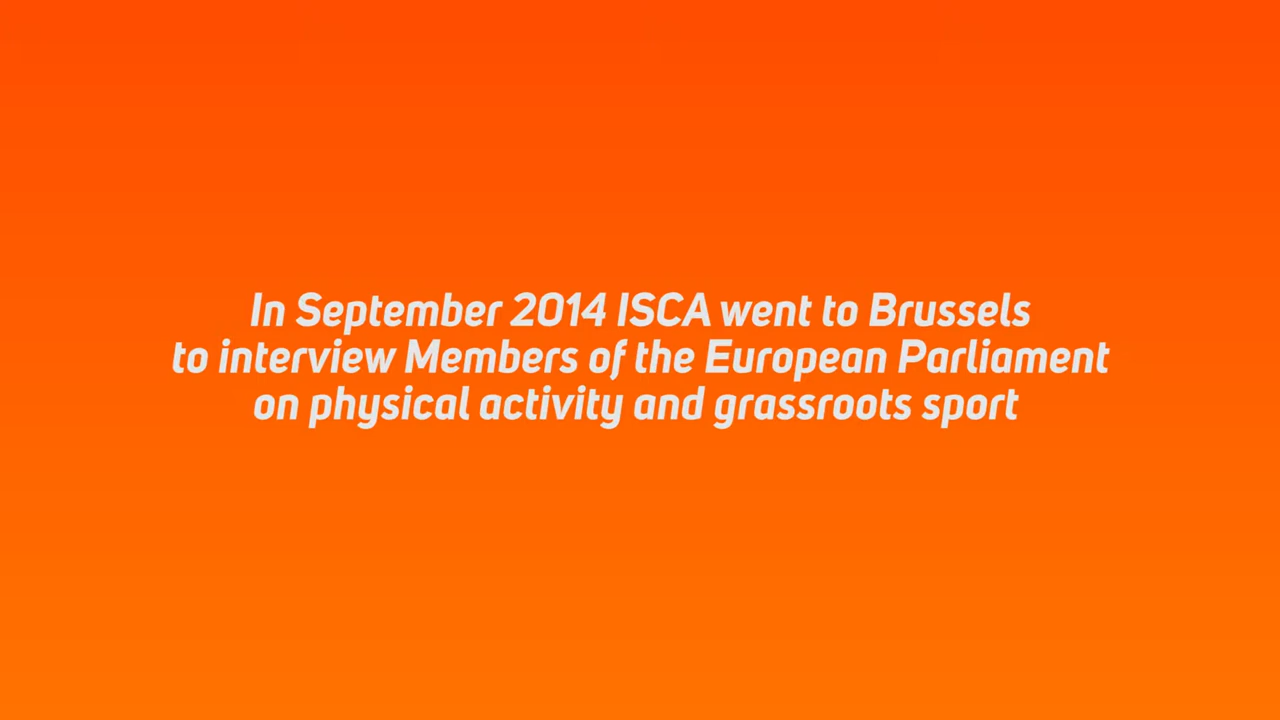 In September 2014 ISCA went to Brussels
to interview Members of the European Parliament
on physical activity and grassroots sport